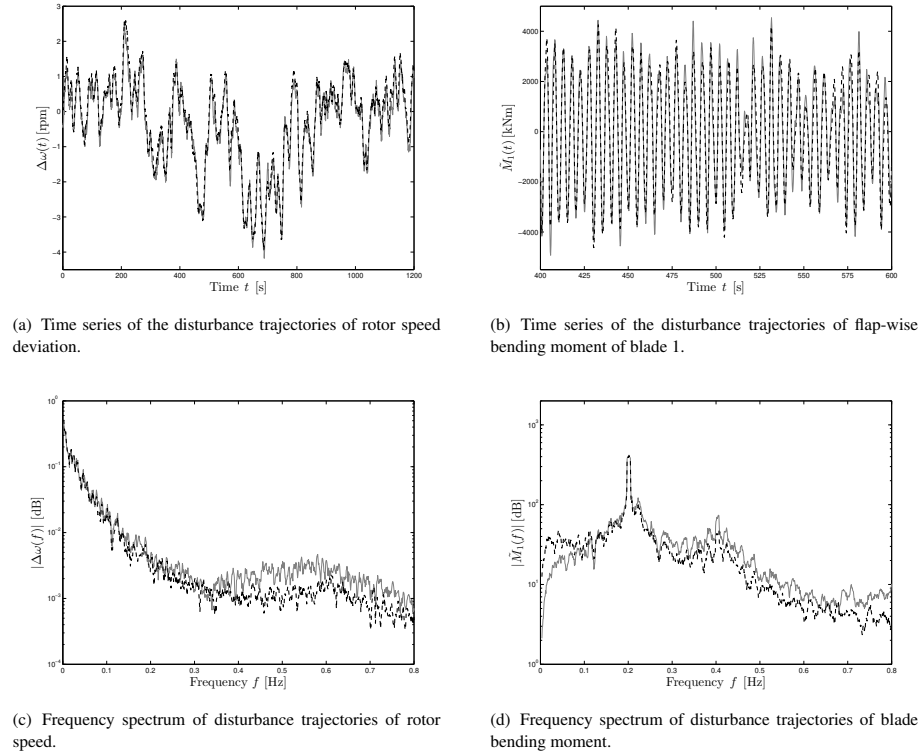 3
2
1
0
−1
−2
−3
−4
0 200 400 600 800 1000 1200
Δω(t) [rpm]
Time t [s]
(a) Time series of the disturbance trajectories of rotor speed
deviation.
4000
2000
0
−2000
−4000
400 425 450 475 500 525 550 575 600
M̃₁(t) [kNm]
Time t [s]
(b) Time series of the disturbance trajectories of flap-wise
bending moment of blade 1.
10⁰
10⁻¹
10⁻²
10⁻³
10⁻⁴
0 0.1 0.2 0.3 0.4 0.5 0.6 0.7 0.8
|Δω(f)| [dB]
Frequency f [Hz]
(c) Frequency spectrum of disturbance trajectories of rotor
speed.
10³
10²
10¹
10⁰
0 0.1 0.2 0.3 0.4 0.5 0.6 0.7 0.8
|M̃₁(f)| [dB]
Frequency f [Hz]
(d) Frequency spectrum of disturbance trajectories of blade
bending moment.